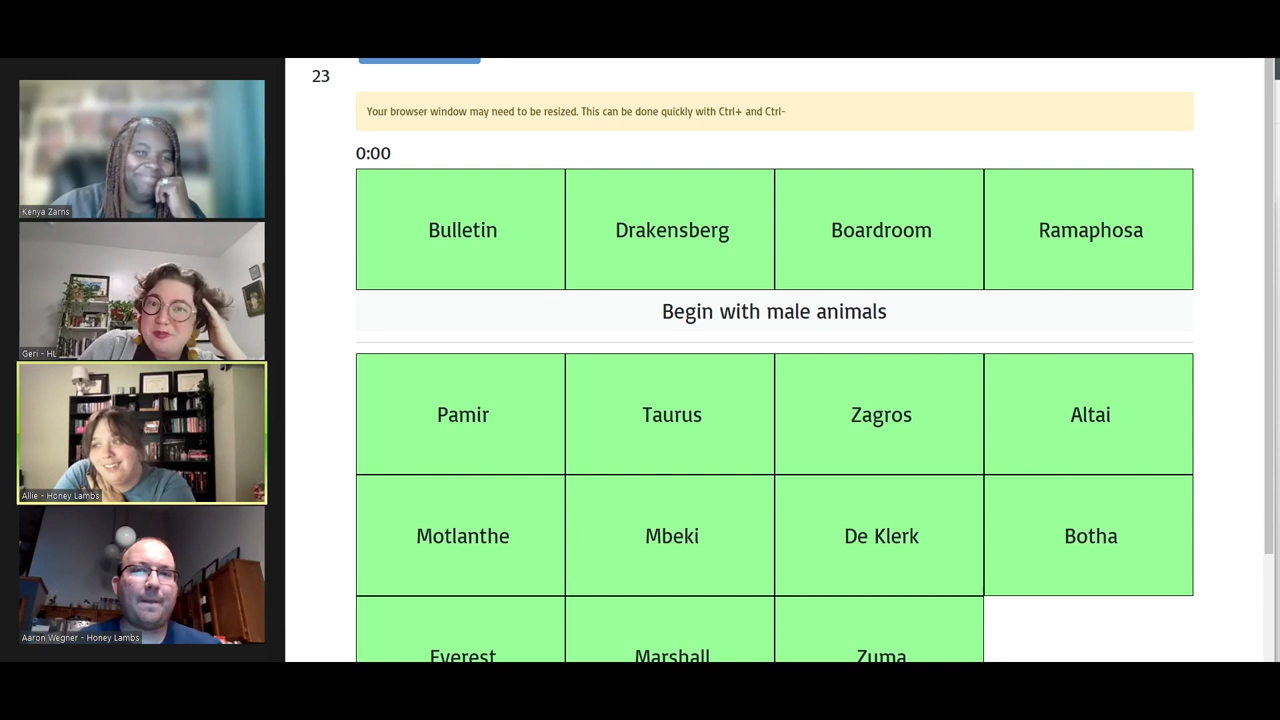 23
Your browser window may need to be resized. This can be done quickly with Ctrl+ and Ctrl-
0:00
Bulletin Drakensberg Boardroom Ramaphosa
Begin with male animals
Pamir Taurus Zagros Altai
Motlanthe Mbeki De Klerk Botha
Everest Marshall Zuma
Kenya Zarns
Geri - HL
Allie - Honey Lambs
Aaron Wegner - Honey Lambs